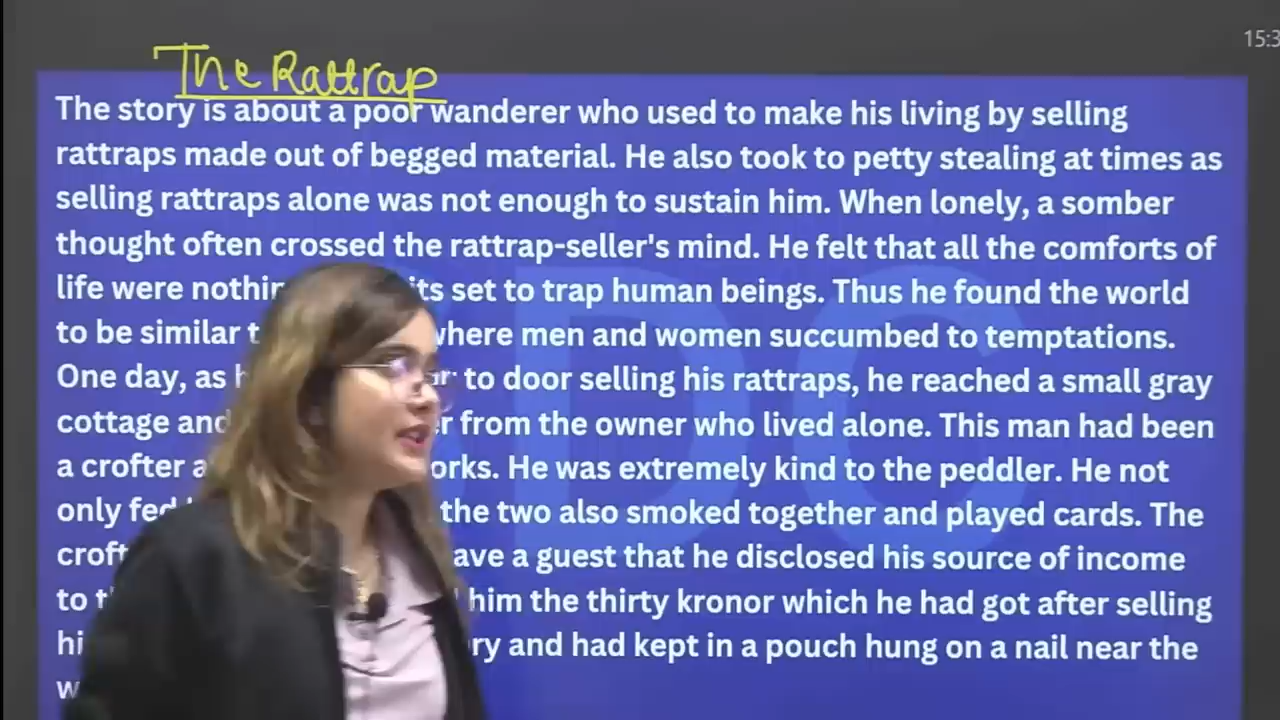 15:3
The Rattrap
The story is about a poor wanderer who used to make his living by selling
rattraps made out of begged material. He also took to petty stealing at times as
selling rattraps alone was not enough to sustain him. When lonely, a somber
thought often crossed the rattrap-seller's mind. He felt that all the comforts of
life were its set to trap human beings. Thus he found the world
to be similar where men and women succumbed to temptations.
One day, as to door selling his rattraps, he reached a small gray
cottage and from the owner who lived alone. This man had been
a crofter orks. He was extremely kind to the peddler. He not
only fed the two also smoked together and played cards. The
croft ave a guest that he disclosed his source of income
to him the thirty kronor which he had got after selling
ry and had kept in a pouch hung on a nail near the